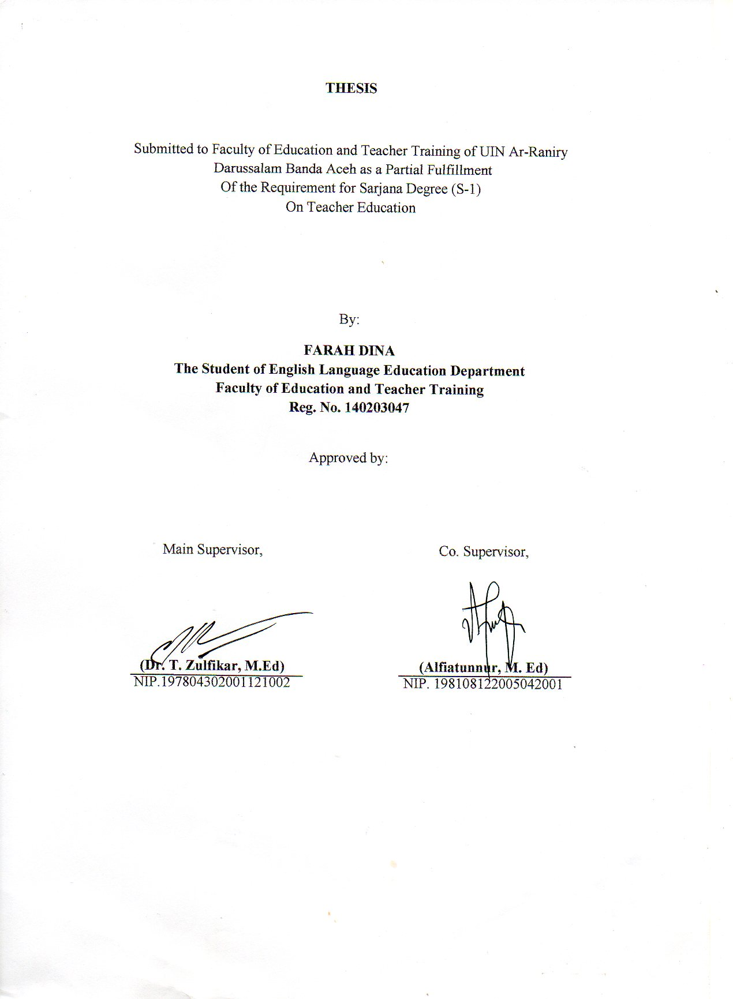 THESIS
Submitted to Faculty of Education and Teacher Training of UIN Ar-Raniry
Darussalam Banda Aceh as a Partial Fulfillment
Of the Requirement for Sarjana Degree (S-1)
On Teacher Education
By:
FARAH DINA
The Student of English Language Education Department
Faculty of Education and Teacher Training
Reg. No. 140203047
Approved by:
Main Supervisor,
Co. Supervisor,
(Dr. T. Zulfikar, M.Ed)
NIP.197804302001121002
(Alfiatunnur, M. Ed)
NIP. 198108122005042001